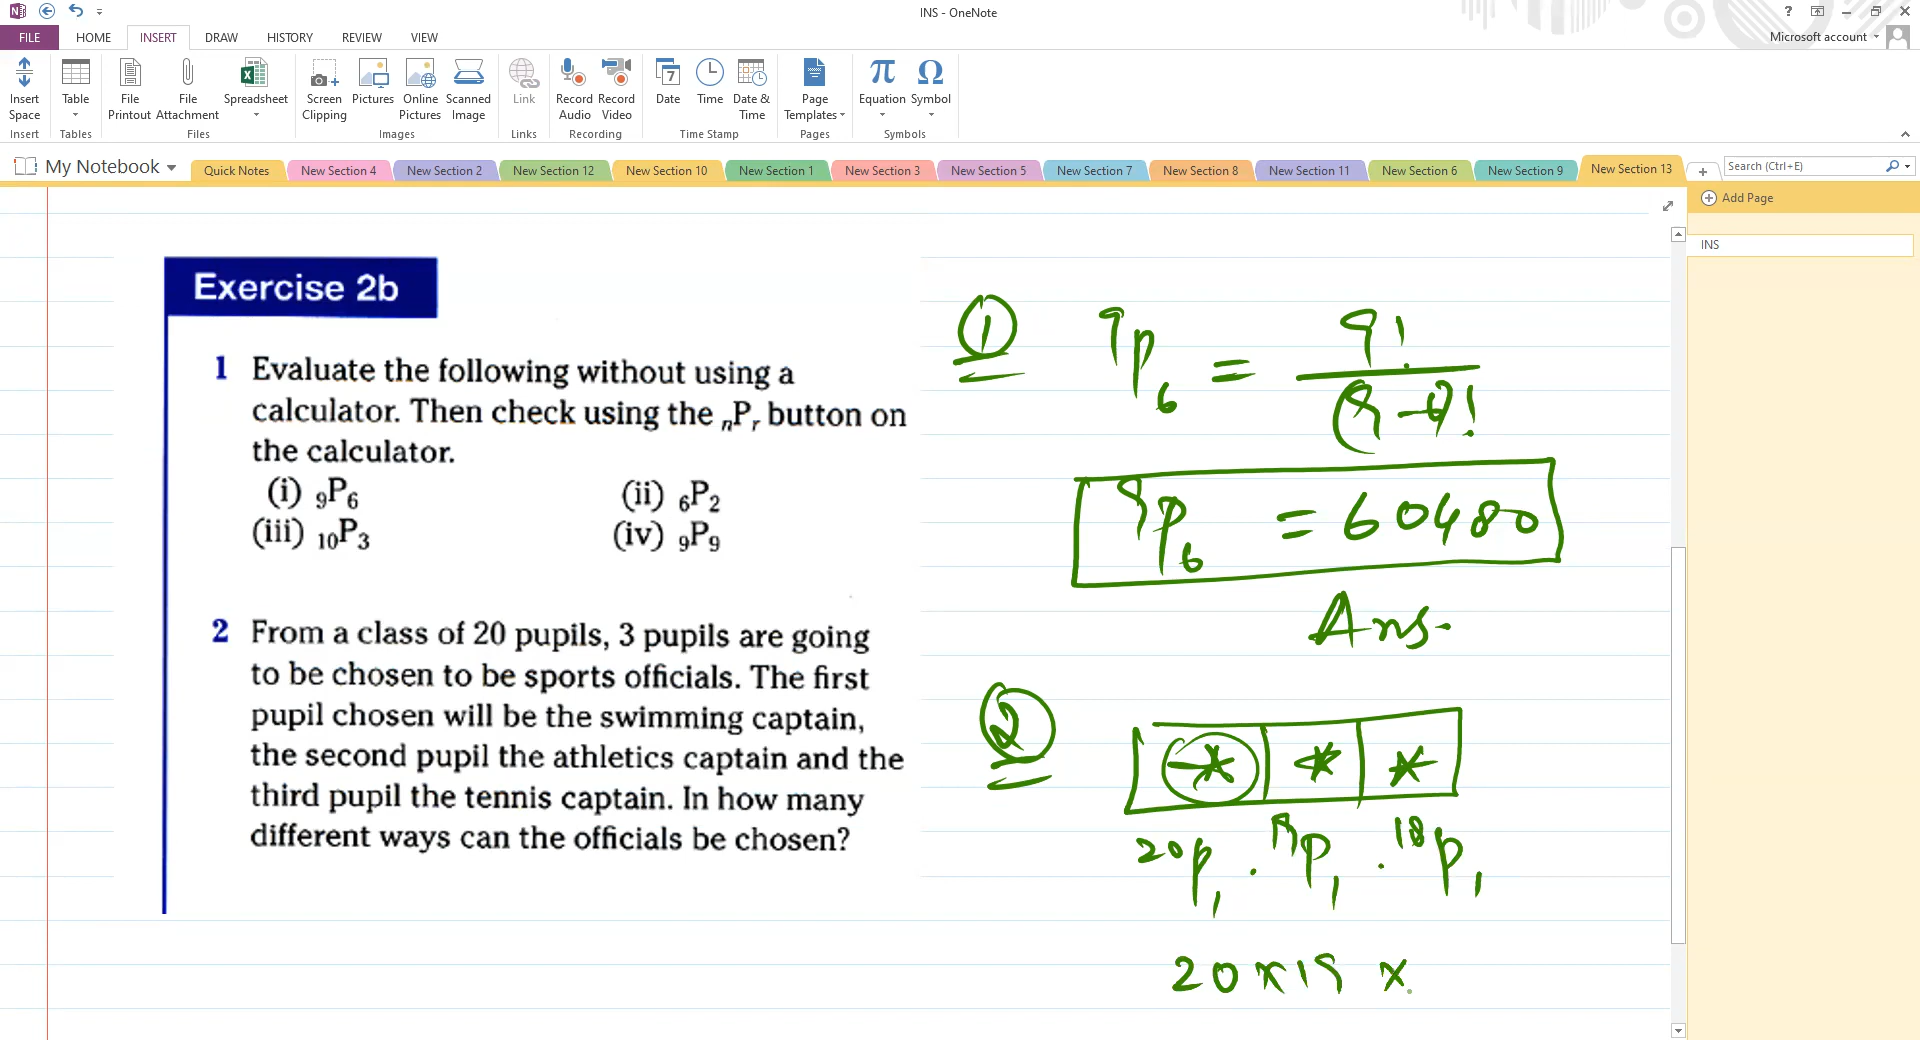 INS - OneNote
?
Microsoft account
FILE HOME INSERT DRAW HISTORY REVIEW VIEW
Insert Space
Table
File Printout
File Attachment
Spreadsheet
Screen Clipping
Pictures
Online Pictures
Scanned Image
Link
Record Audio
Record Video
Date
Time
Date & Time
Page Templates
π Equation
Ω Symbol
Insert Tables Files Images Links Recording Time Stamp Pages Symbols
My Notebook
Quick Notes New Section 4 New Section 2 New Section 12 New Section 10 New Section 1 New Section 3 New Section 5 New Section 7 New Section 8 New Section 11 New Section 6 New Section 9 New Section 13
Search (Ctrl+E)
Add Page
INS
Exercise 2b
1 Evaluate the following without using a
calculator. Then check using the ₙPᵣ button on
the calculator.
(i) ₉P₆ (ii) ₆P₂
(iii) ₁₀P₃ (iv) ₉P₉
2 From a class of 20 pupils, 3 pupils are going
to be chosen to be sports officials. The first
pupil chosen will be the swimming captain,
the second pupil the athletics captain and the
third pupil the tennis captain. In how many
different ways can the officials be chosen?
① ⁹P₆ = 9! / (9-6)!
⁹P₆ = 60480
Ans.
② * * *
²⁰P₁ . ¹⁹P₁ . ¹⁸P₁
20 x 19 x